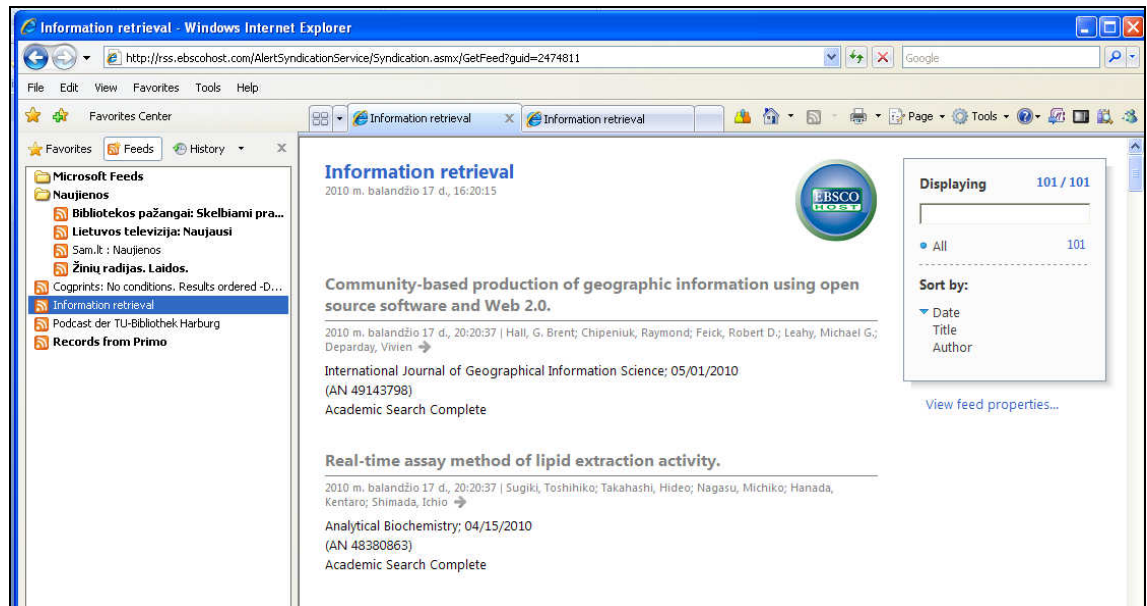 Information retrieval - Windows Internet Explorer
http://rss.ebscohost.com/AlertSyndicationService/Syndication.asmx/GetFeed?guid=2474811
Google
File Edit View Favorites Tools Help
Favorites Center
Information retrieval
Information retrieval
Page
Tools
Favorites
Feeds
History
Microsoft Feeds
Naujienos
Bibliotekos pažangai: Skelbiami pra...
Lietuvos televizija: Naujausi
Sam.lt : Naujienos
Žinių radijas. Laidos.
Cogprints: No conditions. Results ordered -D...
Information retrieval
Podcast der TU-Bibliothek Harburg
Records from Primo
Information retrieval
2010 m. balandžio 17 d., 16:20:15
EBSCO
HOST
Community-based production of geographic information using open
source software and Web 2.0.
2010 m. balandžio 17 d., 20:20:37 | Hall, G. Brent; Chipeniuk, Raymond; Feick, Robert D.; Leahy, Michael G.;
Deparday, Vivien
International Journal of Geographical Information Science; 05/01/2010
(AN 49143798)
Academic Search Complete
Real-time assay method of lipid extraction activity.
2010 m. balandžio 17 d., 20:20:37 | Sugiki, Toshihiko; Takahashi, Hideo; Nagasu, Michiko; Hanada,
Kentaro; Shimada, Ichio
Analytical Biochemistry; 04/15/2010
(AN 48380863)
Academic Search Complete
Displaying 101 / 101
All 101
Sort by:
Date
Title
Author
View feed properties...